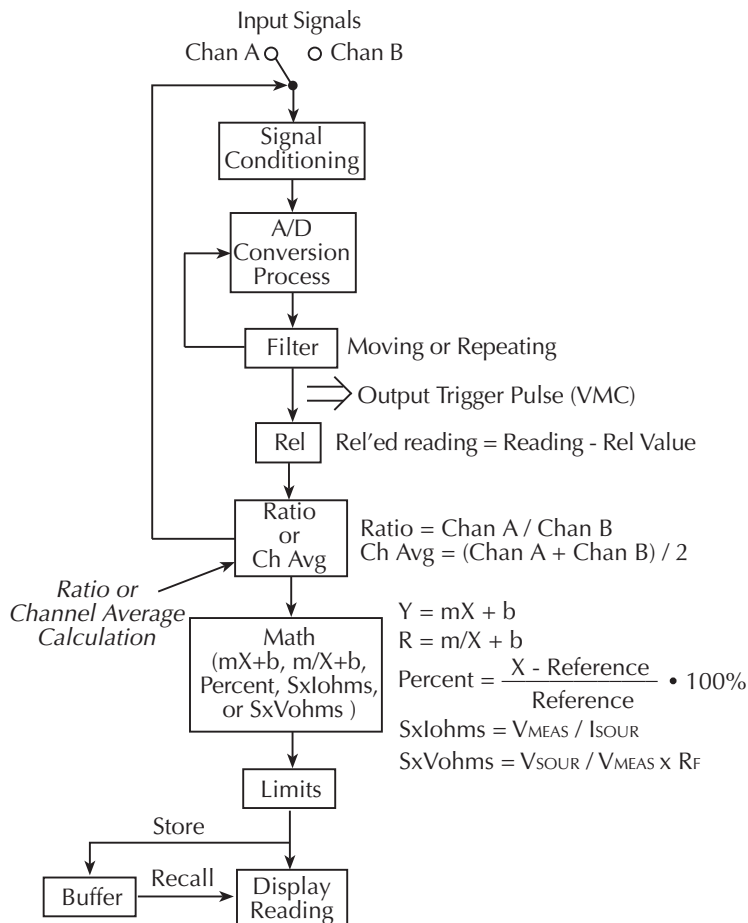 Input Signals
Chan A
Chan B
Signal
Conditioning
A/D
Conversion
Process
Filter
Moving or Repeating
Output Trigger Pulse (VMC)
Rel
Rel'ed reading = Reading - Rel Value
Ratio
or
Ch Avg
Ratio = Chan A / Chan B
Ch Avg = (Chan A + Chan B) / 2
Ratio or
Channel Average
Calculation
Math
(mX+b, m/X+b,
Percent, SxIohms,
or SxVohms )
Y = mX + b
R = m/X + b
Percent = X - Reference / Reference • 100%
SxIohms = VMEAS / ISOUR
SxVohms = VSOUR / VMEAS x RF
Limits
Store
Buffer
Recall
Display
Reading